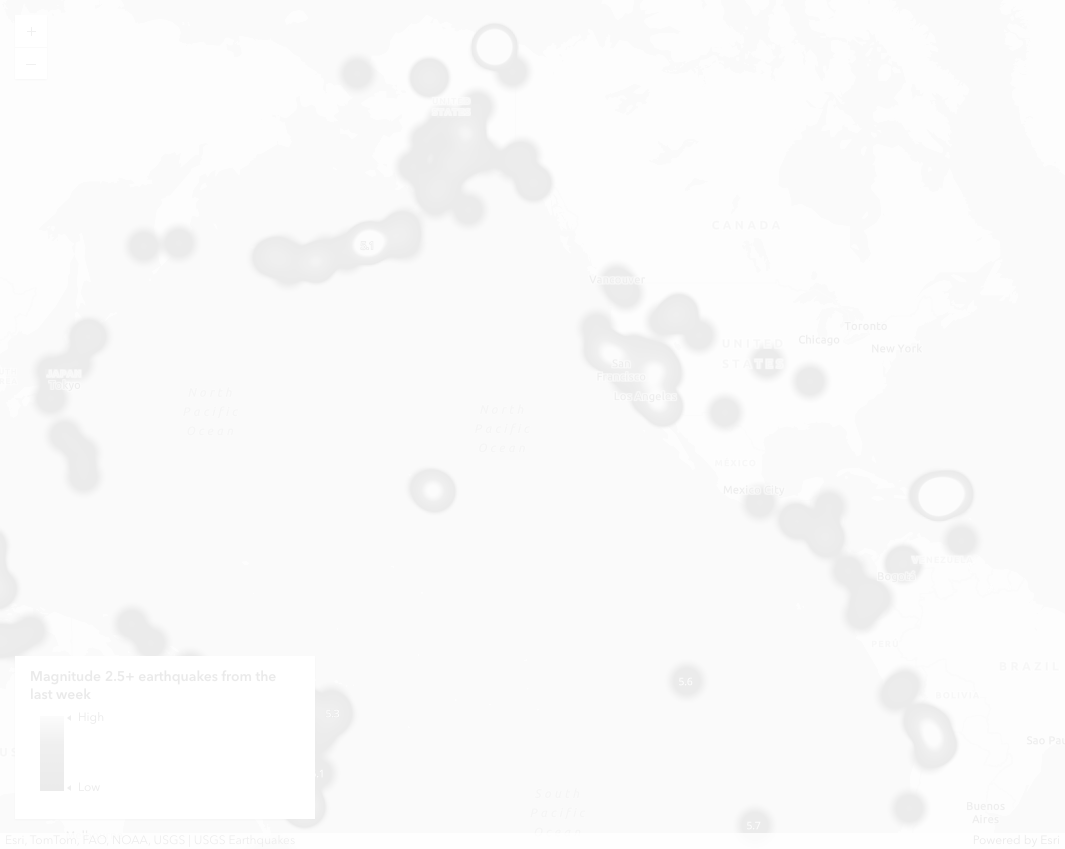 +
−
UNITED
STATES
5.1
CANADA
Vancouver
Toronto
Chicago
New York
UNITED
STATES
San
Francisco
Los Angeles
JAPAN
Tokyo
North
Pacific
Ocean
North
Pacific
Ocean
MÉXICO
Mexico City
VENEZUELA
Bogotá
PERU
BRAZIL
BOLIVIA
5.6
Sao Pau
Magnitude 2.5+ earthquakes from the
last week
High
Low
South
Pacific
5.7
Buenos
Aires
Esri, TomTom, FAO, NOAA, USGS | USGS Earthquakes
Powered by Esri